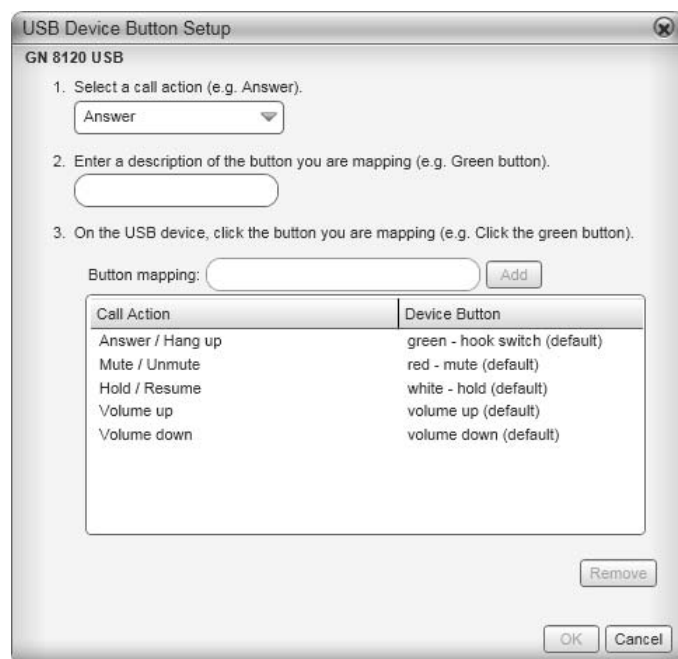 USB Device Button Setup
GN 8120 USB
1. Select a call action (e.g. Answer).
Answer
2. Enter a description of the button you are mapping (e.g. Green button).
3. On the USB device, click the button you are mapping (e.g. Click the green button).
Button mapping: Add
Call Action Device Button
Answer / Hang up green - hook switch (default)
Mute / Unmute red - mute (default)
Hold / Resume white - hold (default)
Volume up volume up (default)
Volume down volume down (default)
Remove
OK Cancel